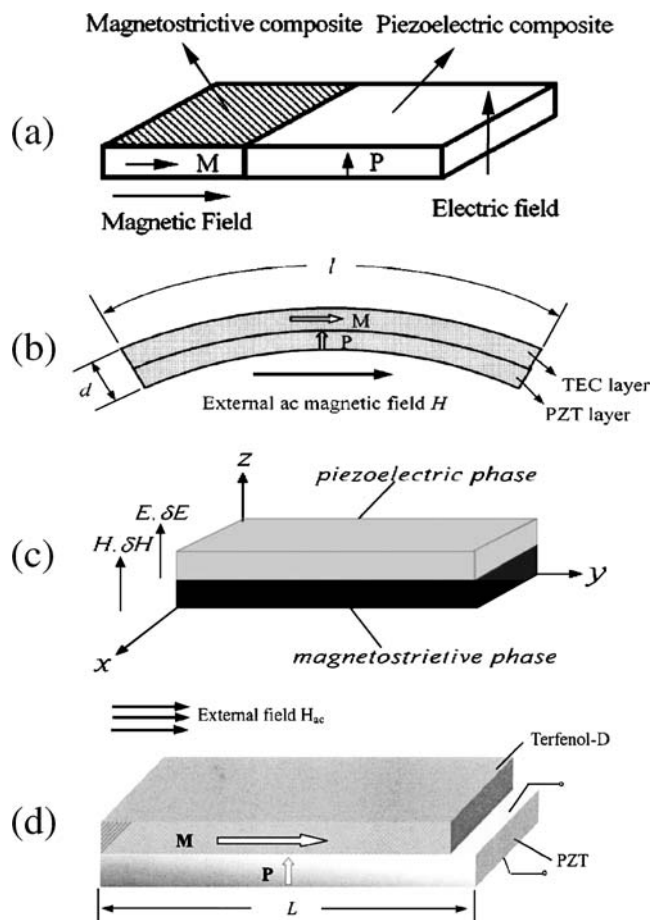 Magnetostrictive composite Piezoelectric composite
(a)
M P
Magnetic Field Electric field
l
(b)
M
P
d
TEC layer
PZT layer
External ac magnetic field H
(c)
z
piezoelectric phase
E, δE
H, δH
y
x
magnetostrietive phase
External field Hac
Terfenol-D
(d)
M
P
PZT
L